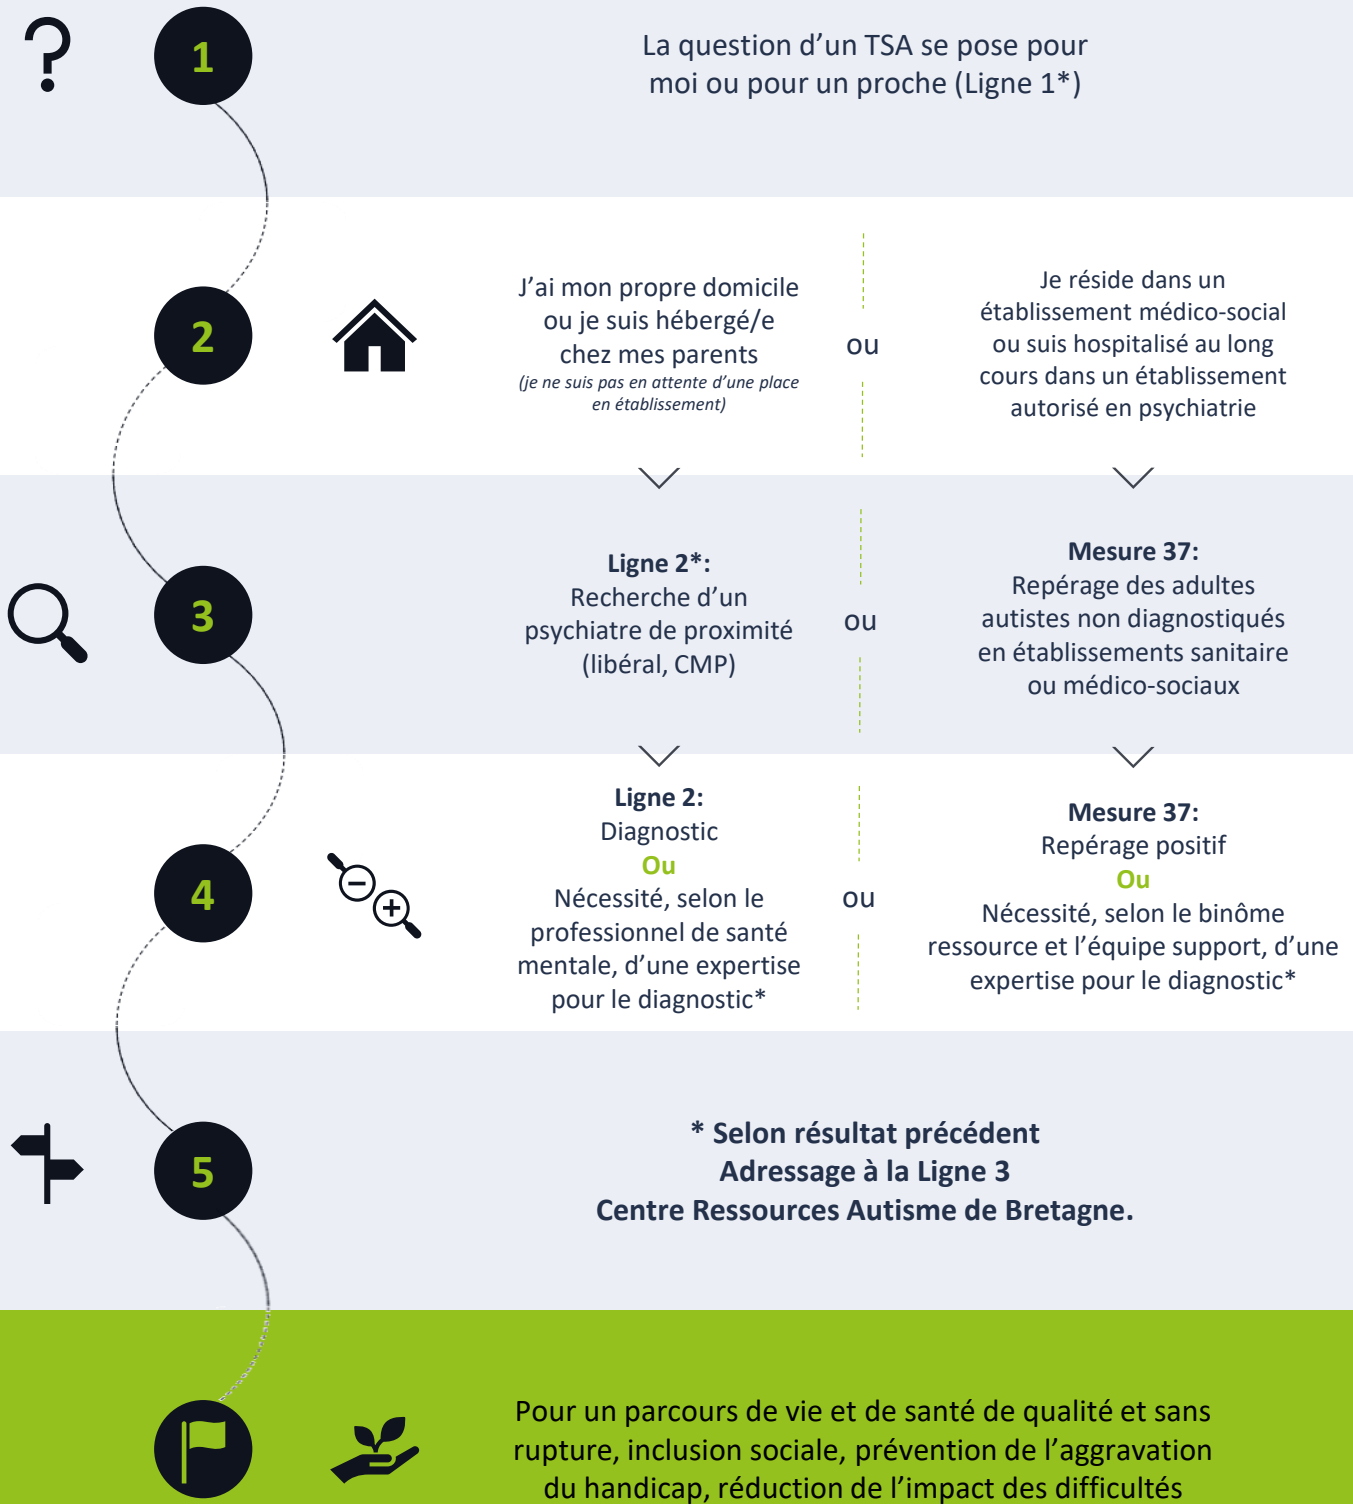 1
La question d’un TSA se pose pour
moi ou pour un proche (Ligne 1*)
2
J’ai mon propre domicile
ou je suis hébergé/e
chez mes parents
(je ne suis pas en attente d’une place
en établissement)
ou
Je réside dans un
établissement médico-social
ou suis hospitalisé au long
cours dans un établissement
autorisé en psychiatrie
3
Ligne 2*:
Recherche d’un
psychiatre de proximité
(libéral, CMP)
ou
Mesure 37:
Repérage des adultes
autistes non diagnostiqués
en établissements sanitaire
ou médico-sociaux
4
Ligne 2:
Diagnostic
Ou
Nécessité, selon le
professionnel de santé
mentale, d’une expertise
pour le diagnostic*
ou
Mesure 37:
Repérage positif
Ou
Nécessité, selon le binôme
ressource et l’équipe support, d’une
expertise pour le diagnostic*
5
* Selon résultat précédent
Adressage à la Ligne 3
Centre Ressources Autisme de Bretagne.
Pour un parcours de vie et de santé de qualité et sans
rupture, inclusion sociale, prévention de l’aggravation
du handicap, réduction de l’impact des difficultés